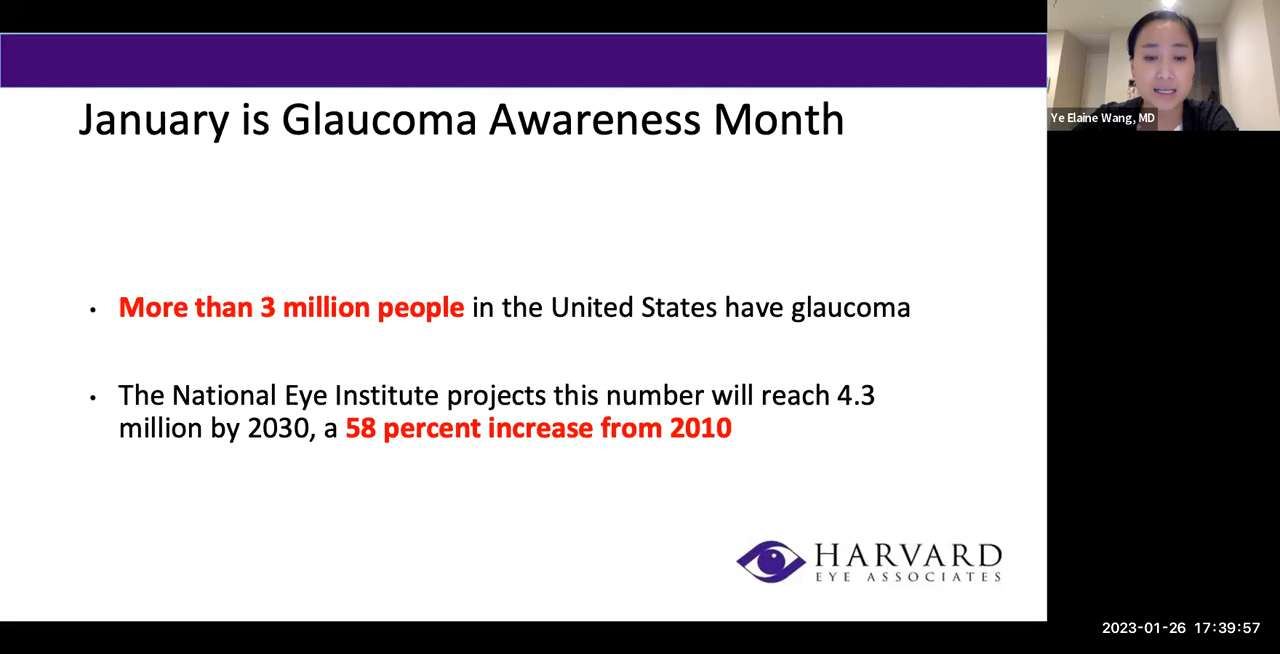 January is Glaucoma Awareness Month
Ye Elaine Wang, MD
• More than 3 million people in the United States have glaucoma
• The National Eye Institute projects this number will reach 4.3
million by 2030, a 58 percent increase from 2010
HARVARD
EYE ASSOCIATES
2023-01-26 17:39:57